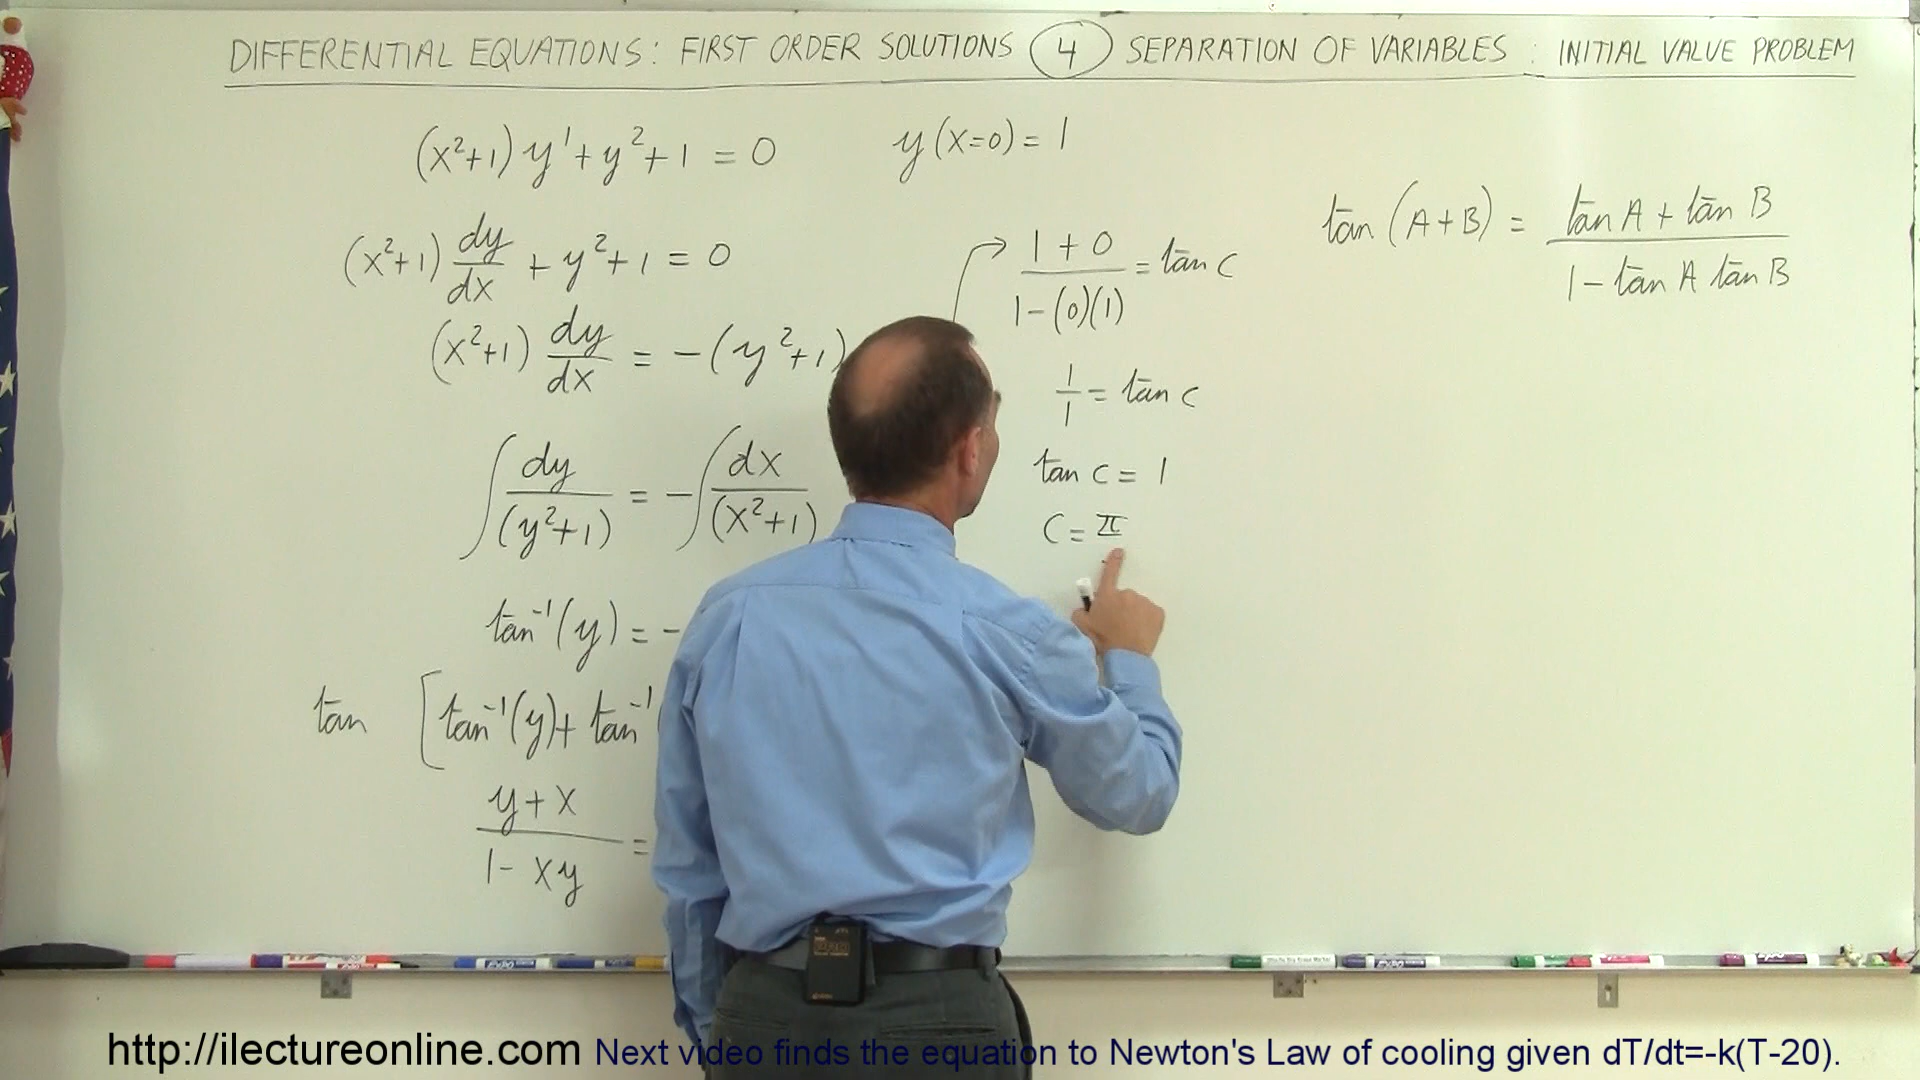 DIFFERENTIAL EQUATIONS: FIRST ORDER SOLUTIONS 4 SEPARATION OF VARIABLES : INITIAL VALUE PROBLEM
(x²+1) y' + y² + 1 = 0
y(x=0) = 1
(x²+1) dy/dx + y² + 1 = 0
(x²+1) dy/dx = -(y²+1)
∫ dy/(y²+1) = -∫ dx/(x²+1)
tan⁻¹(y) = -
tan [tan⁻¹(y) + tan⁻¹(
y+x / 1-xy =
1+0 / 1-(0)(1) = tan C
1/1 = tan C
tan C = 1
C = π
tan (A+B) = tan A + tan B / 1 - tan A tan B
http://ilectureonline.com Next video finds the equation to Newton's Law of cooling given dT/dt=-k(T-20).